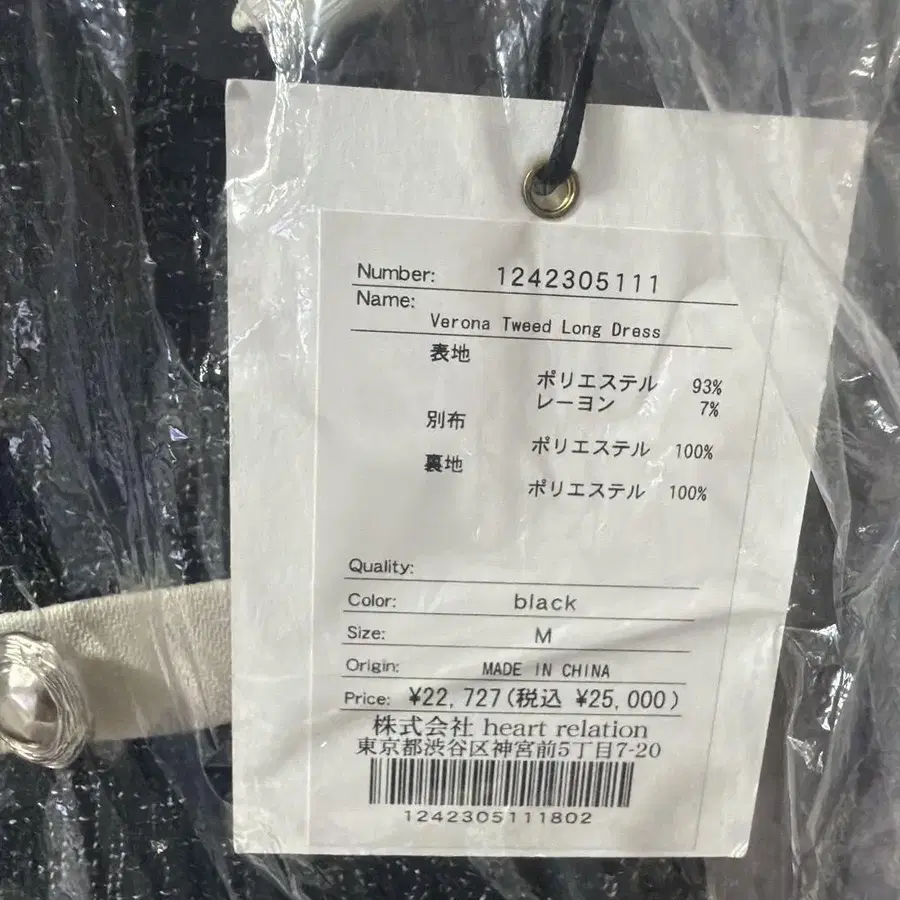 Number: 1242305111
Name:
Verona Tweed Long Dress
表地
ポリエステル 93%
レーヨン 7%
別布
ポリエステル 100%
裏地
ポリエステル 100%
Quality:
Color: black
Size: M
Origin: MADE IN CHINA
Price: ¥22,727(税込 ¥25,000)
株式会社 heart relation
東京都渋谷区神宮前5丁目7-20
1242305111802